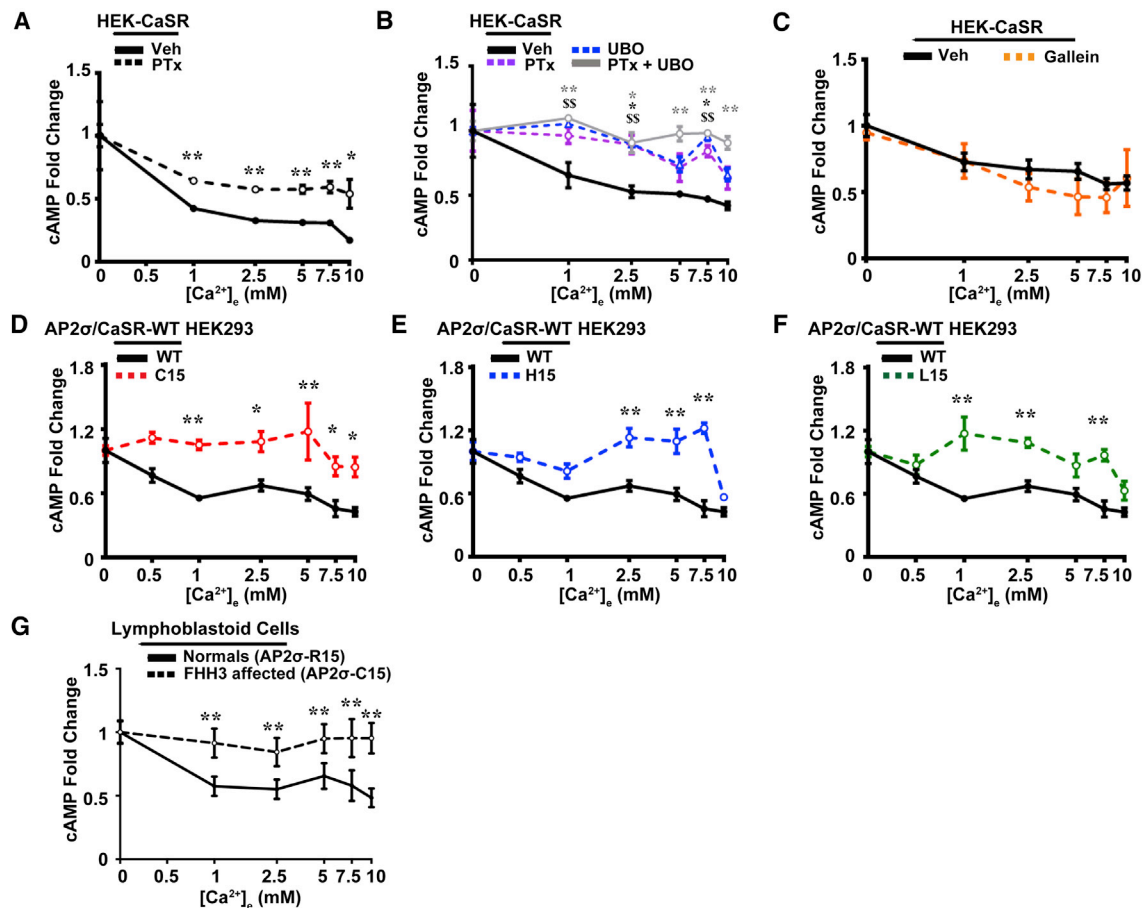 A
HEK-CaSR
Veh
PTx
cAMP Fold Change
1.5
1
0.5
0
0 0.5 1 2.5 5 7.5 10
[Ca²⁺]e (mM)
** ** ** ** *
B
HEK-CaSR
Veh UBO
PTx PTx + UBO
cAMP Fold Change
1.5
1
0.5
0
** * ** ** **
$$ * *
$$ $$
0 1 2.5 5 7.5 10
[Ca²⁺]e (mM)
C
HEK-CaSR
Veh Gallein
cAMP Fold Change
1.5
1
0.5
0
0 1 2.5 5 7.5 10
[Ca²⁺]e (mM)
D
AP2σ/CaSR-WT HEK293
WT
C15
cAMP Fold Change
1.8
1.2
0.6
0
** * ** * *
0 0.5 1 2.5 5 7.5 10
[Ca²⁺]e (mM)
E
AP2σ/CaSR-WT HEK293
WT
H15
cAMP Fold Change
1.8
1.2
0.6
0
** ** **
0 0.5 1 2.5 5 7.5 10
[Ca²⁺]e (mM)
F
AP2σ/CaSR-WT HEK293
WT
L15
cAMP Fold Change
1.8
1.2
0.6
0
** ** **
0 0.5 1 2.5 5 7.5 10
[Ca²⁺]e (mM)
G
Lymphoblastoid Cells
Normals (AP2σ-R15)
FHH3 affected (AP2σ-C15)
cAMP Fold Change
1.5
1
0.5
0
** ** ** ** **
0 0.5 1 2.5 5 7.5 10
[Ca²⁺]e (mM)